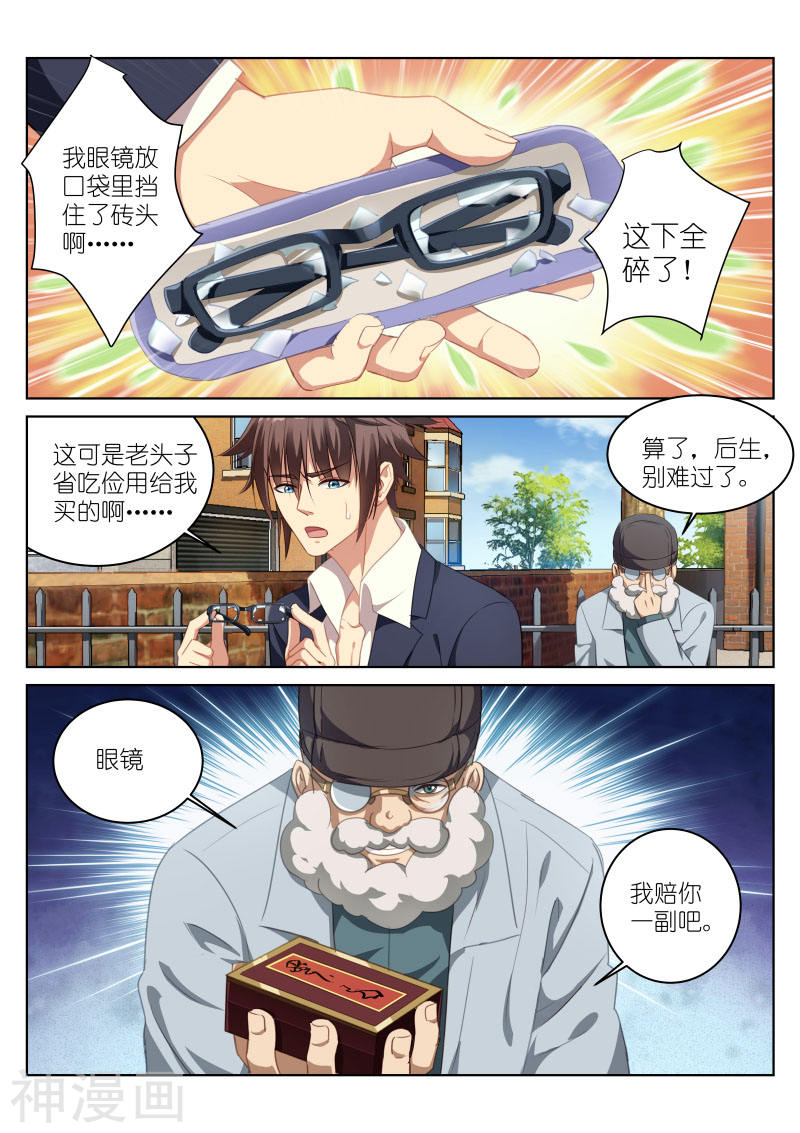 我眼镜放
口袋里挡
住了砖头
啊……
这下全
碎了！
这可是老头子
省吃俭用给我
买的啊……
算了，后生，
别难过了。
眼镜
我赔你
一副吧。
神漫画